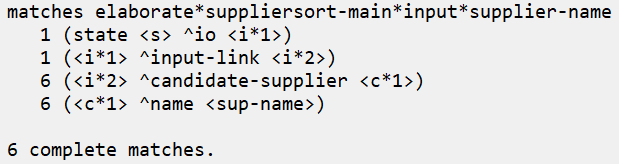 matches elaborate*suppliersort-main*input*supplier-name
1 (state <s> ^io <i*1>)
1 (<i*1> ^input-link <i*2>)
6 (<i*2> ^candidate-supplier <c*1>)
6 (<c*1> ^name <sup-name>)
6 complete matches.